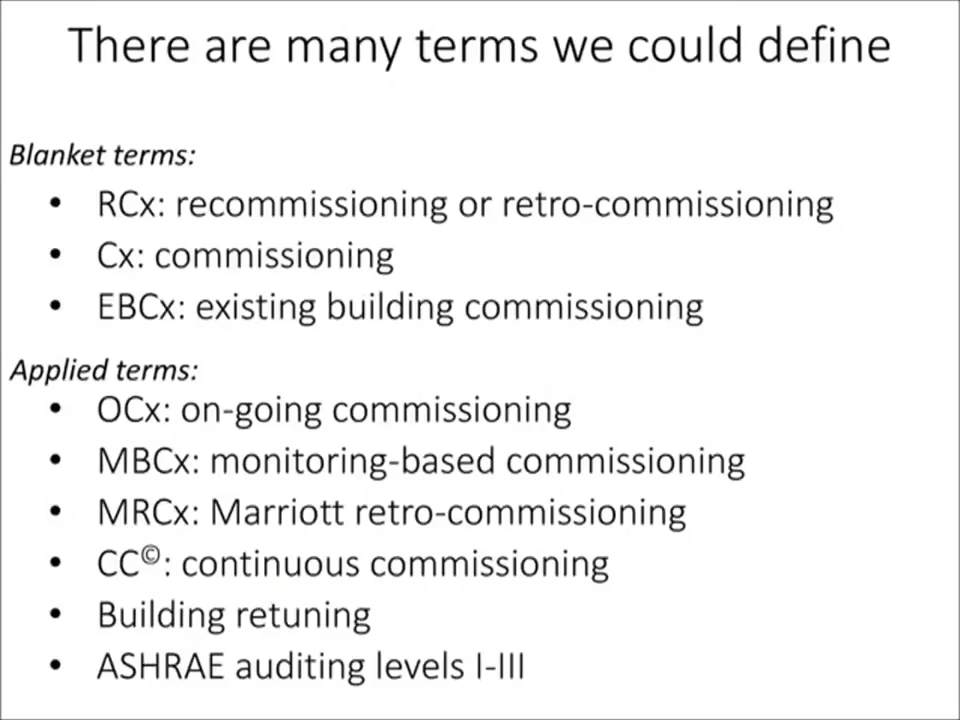 There are many terms we could define
Blanket terms:
• RCx: recommissioning or retro-commissioning
• Cx: commissioning
• EBCx: existing building commissioning
Applied terms:
• OCx: on-going commissioning
• MBCx: monitoring-based commissioning
• MRCx: Marriott retro-commissioning
• CC©: continuous commissioning
• Building retuning
• ASHRAE auditing levels I-III